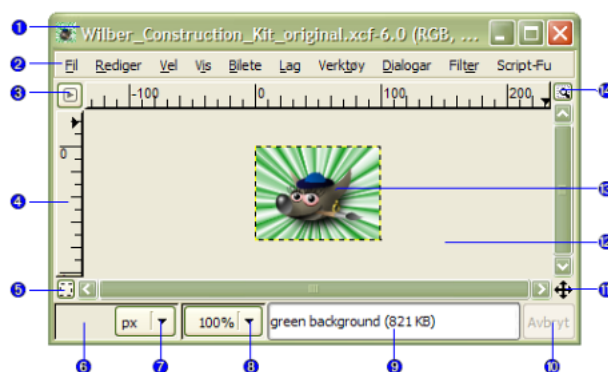 1 Wilber_Construction_Kit_original.xcf-6.0 (RGB, ...
2 Fil Rediger Vel Vis Bilete Lag Verktøy Dialogar Filter Script-Fu
3 -100 0 100 200 14
0
4 13
12
5 11
px 100% green background (821 KB) Avbryt
6 7 8 9 10